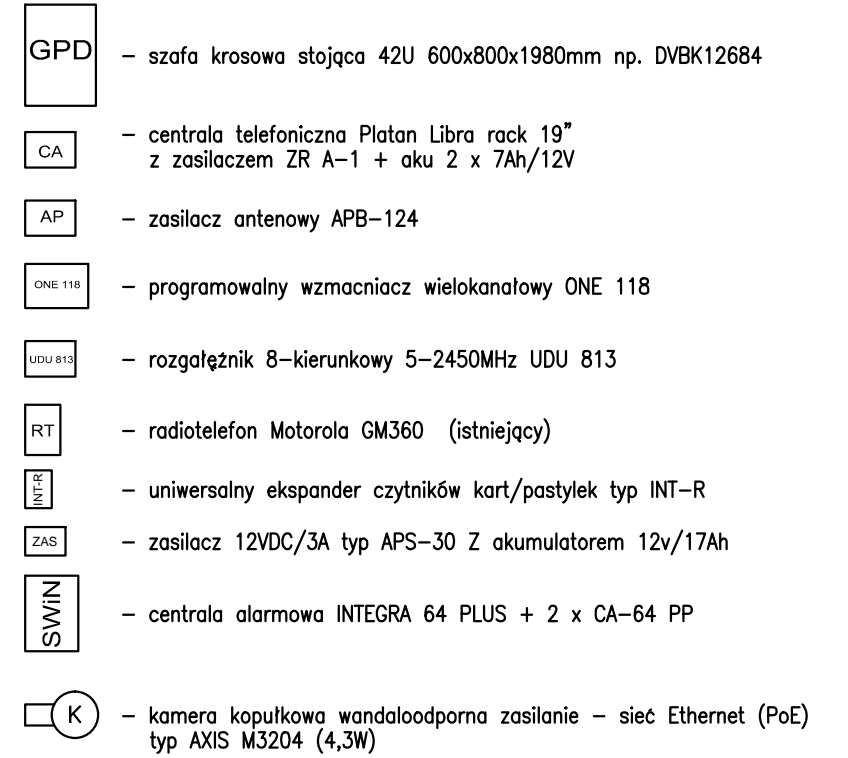 GPD – szafa krosowa stojąca 42U 600x800x1980mm np. DVBK12684
CA – centrala telefoniczna Platan Libra rack 19”
z zasilaczem ZR A–1 + aku 2 x 7Ah/12V
AP – zasilacz antenowy APB–124
ONE 118 – programowalny wzmacniacz wielokanałowy ONE 118
UDU 813 – rozgałęźnik 8–kierunkowy 5–2450MHz UDU 813
RT – radiotelefon Motorola GM360 (istniejący)
INT-R – uniwersalny ekspander czytników kart/pastylek typ INT–R
ZAS – zasilacz 12VDC/3A typ APS–30 Z akumulatorem 12v/17Ah
SWiN – centrala alarmowa INTEGRA 64 PLUS + 2 x CA–64 PP
K – kamera kopułkowa wandaloodporna zasilanie – sieć Ethernet (PoE)
typ AXIS M3204 (4,3W)